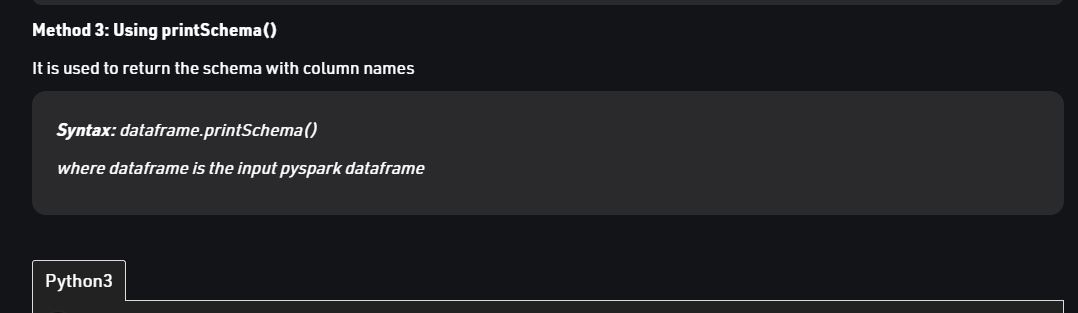 Method 3: Using printSchema()
It is used to return the schema with column names
Syntax: dataframe.printSchema()
where dataframe is the input pyspark dataframe
Python3